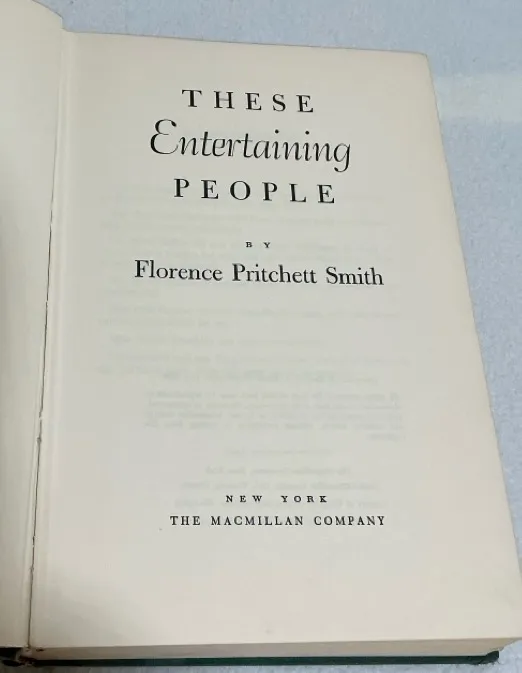 THESE
Entertaining
PEOPLE
BY
Florence Pritchett Smith
NEW YORK
THE MACMILLAN COMPANY